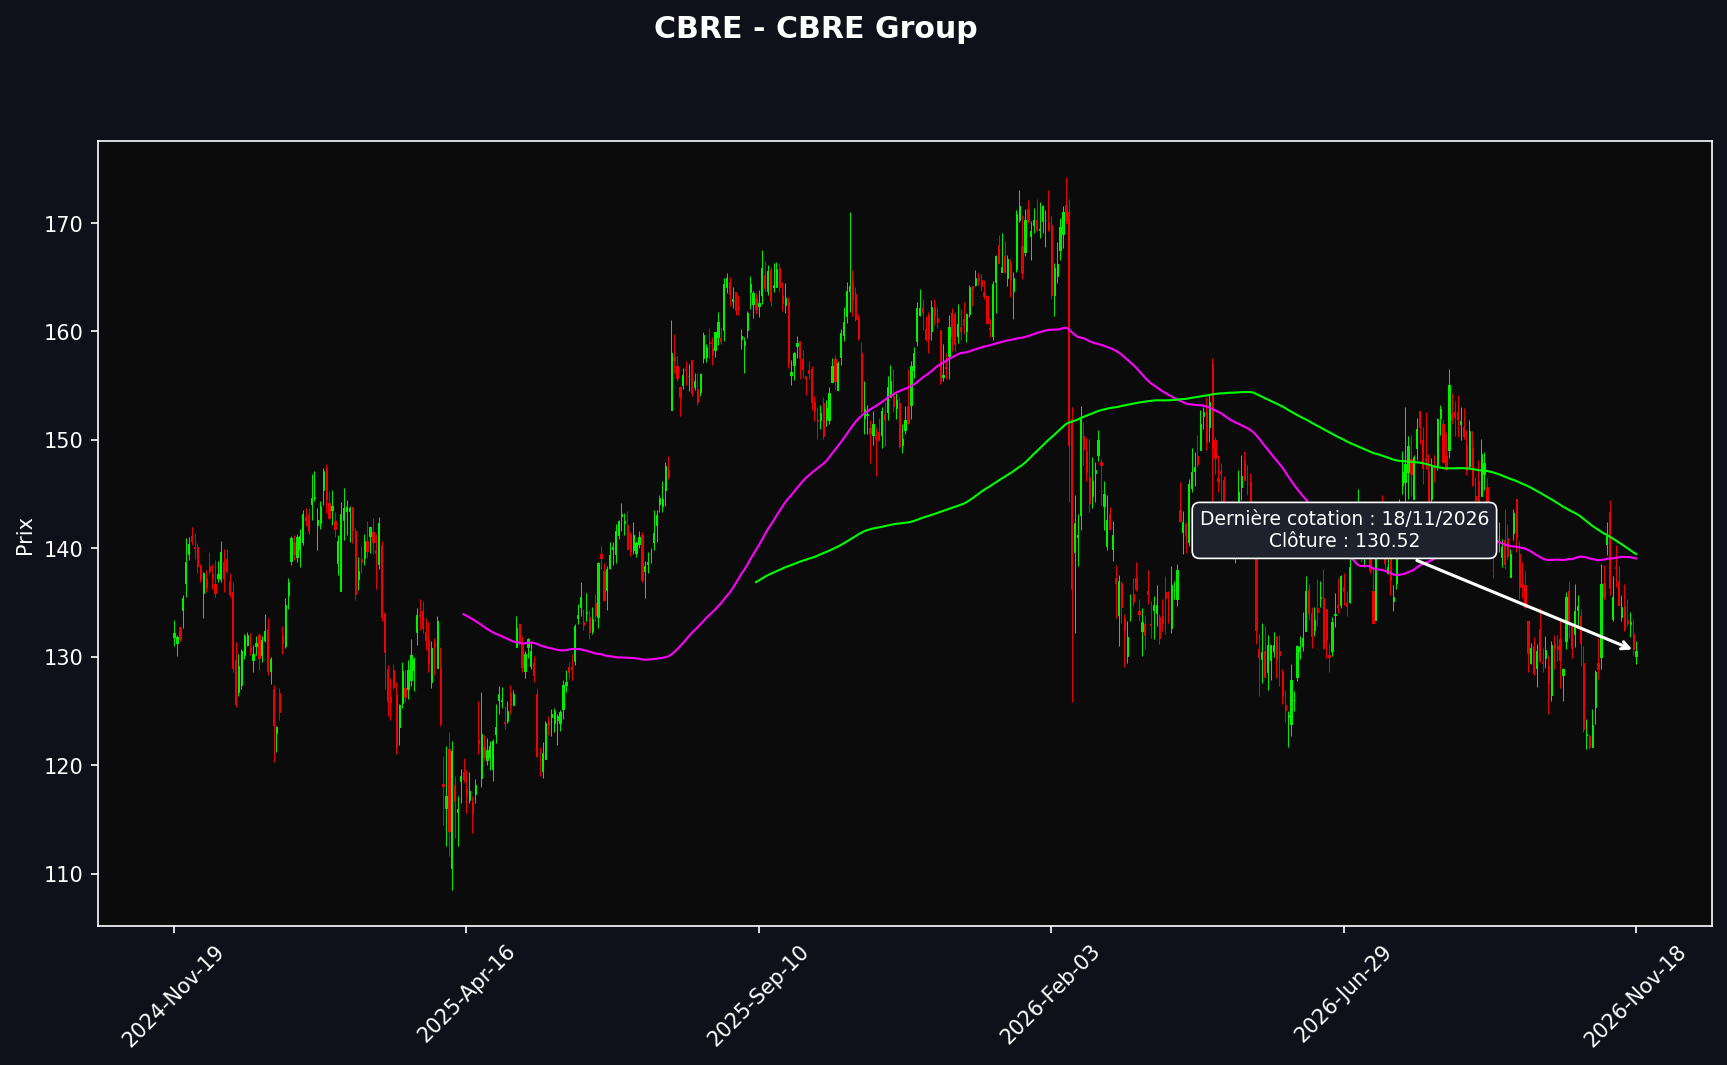 CBRE - CBRE Group
Prix
170
160
150
140
130
120
110
Dernière cotation : 18/11/2026
Clôture : 130.52
2024-Nov-19
2025-Apr-16
2025-Sep-10
2026-Feb-03
2026-Jun-29
2026-Nov-18